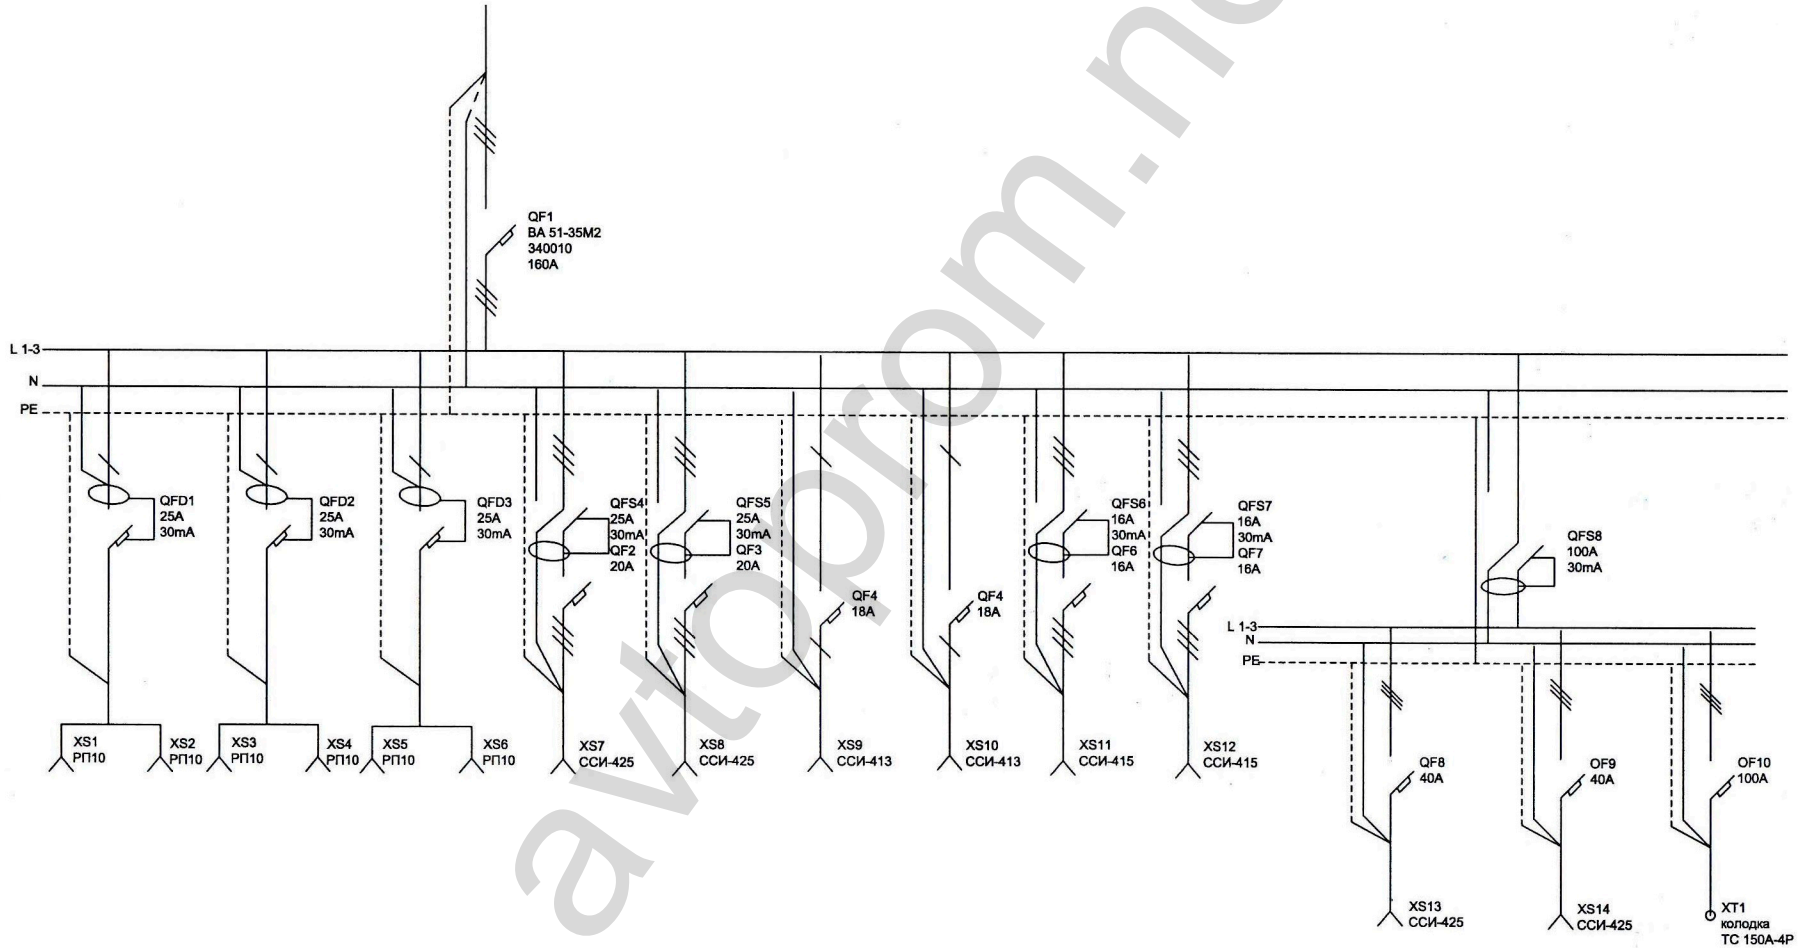 QF1
ВА 51-35М2
340010
160А
L 1-3
N
PE
QFD1
25А
30mA
QFD2
25А
30mA
QFD3
25А
30mA
QFS4
25А
30mA
QF2
20А
QFS5
25А
30mA
QF3
20А
QF4
18А
QF4
18А
QFS6
16А
30mA
QF6
16А
QFS7
16А
30mA
QF7
16А
QFS8
100А
30mA
L 1-3
N
PE
XS1
РП10
XS2
РП10
XS3
РП10
XS4
РП10
XS5
РП10
XS6
РП10
XS7
ССИ-425
XS8
ССИ-425
XS9
ССИ-413
XS10
ССИ-413
XS11
ССИ-415
XS12
ССИ-415
QF8
40А
OF9
40А
OF10
100А
XS13
ССИ-425
XS14
ССИ-425
XT1
колодка
ТС 150А-4Р